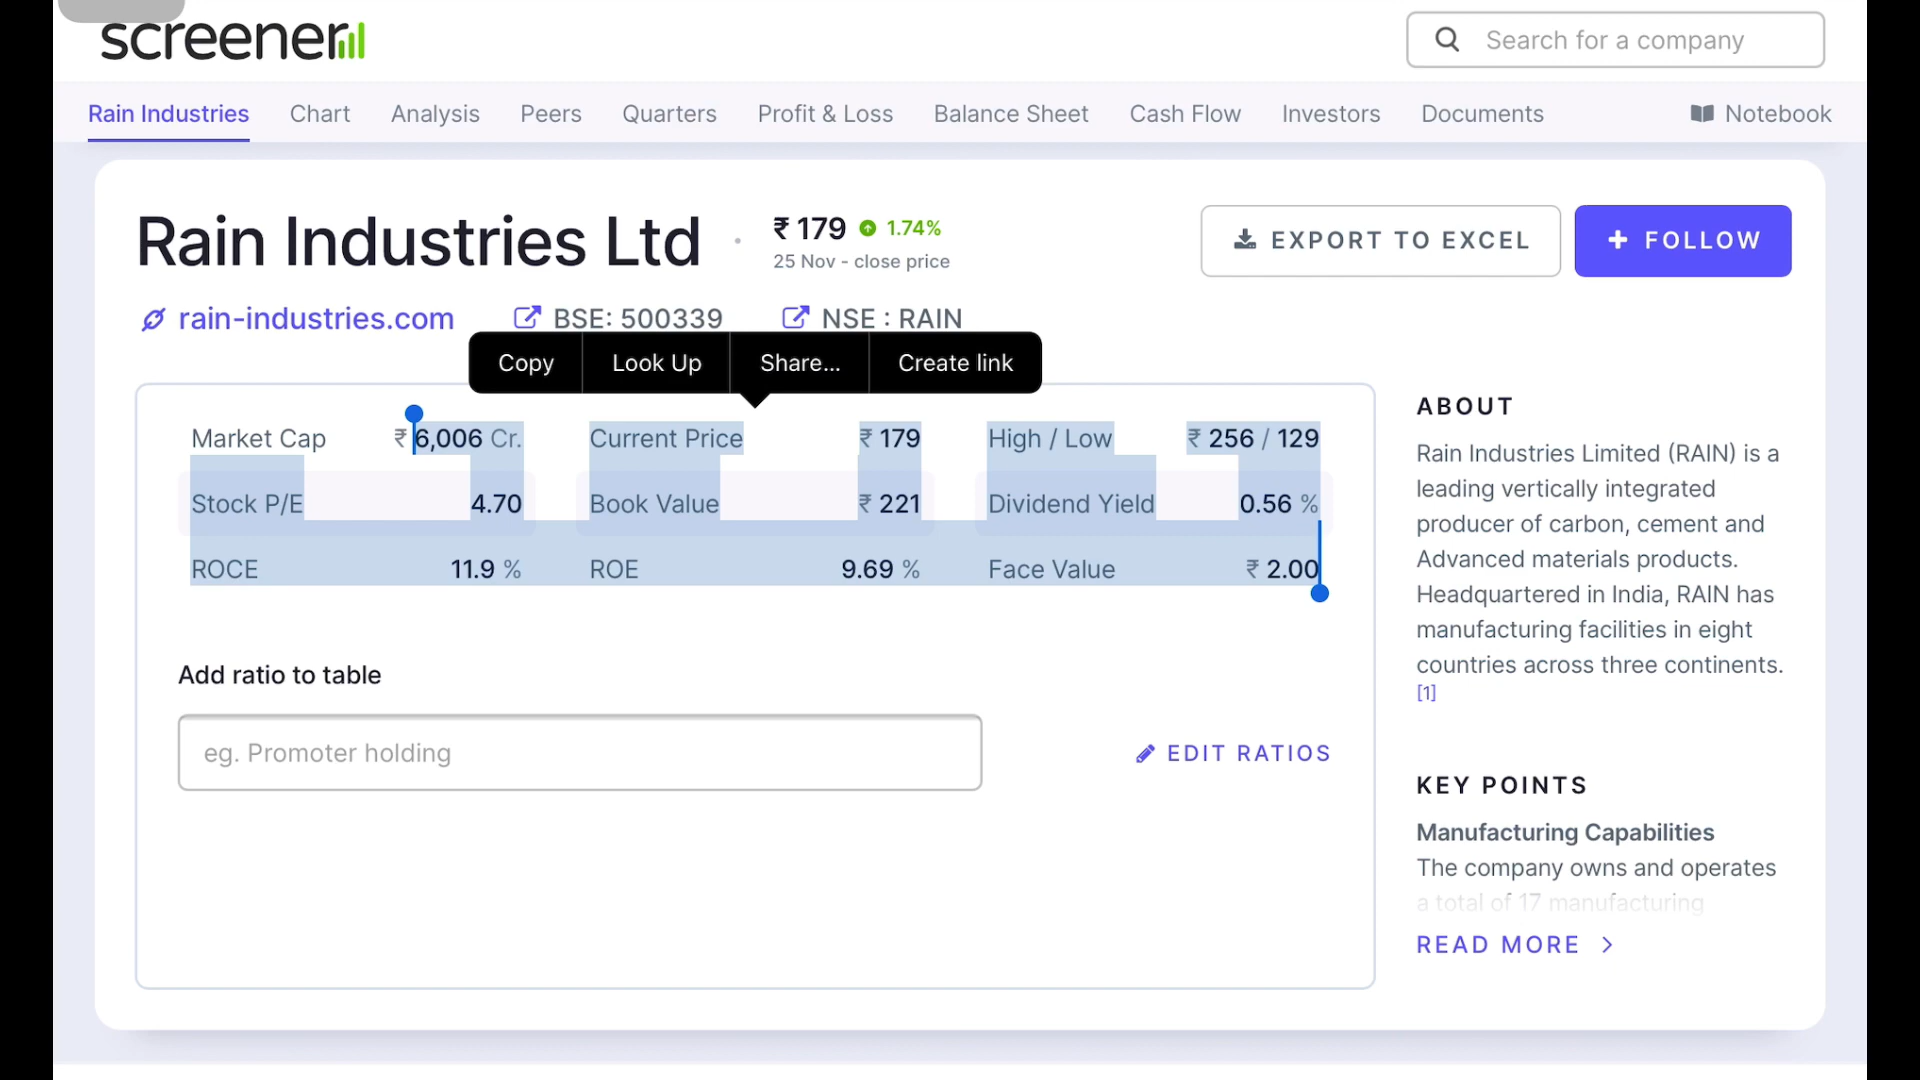 screener
Search for a company
Rain Industries Chart Analysis Peers Quarters Profit & Loss Balance Sheet Cash Flow Investors Documents Notebook
Rain Industries Ltd
₹ 179 1.74%
25 Nov - close price
EXPORT TO EXCEL
FOLLOW
rain-industries.com BSE: 500339 NSE : RAIN
Copy Look Up Share... Create link
Market Cap ₹ 6,006 Cr. Current Price ₹ 179 High / Low ₹ 256 / 129
Stock P/E 4.70 Book Value ₹ 221 Dividend Yield 0.56 %
ROCE 11.9 % ROE 9.69 % Face Value ₹ 2.00
Add ratio to table
eg. Promoter holding
EDIT RATIOS
ABOUT
Rain Industries Limited (RAIN) is a
leading vertically integrated
producer of carbon, cement and
Advanced materials products.
Headquartered in India, RAIN has
manufacturing facilities in eight
countries across three continents.
[1]
KEY POINTS
Manufacturing Capabilities
The company owns and operates
a total of 17 manufacturing
READ MORE